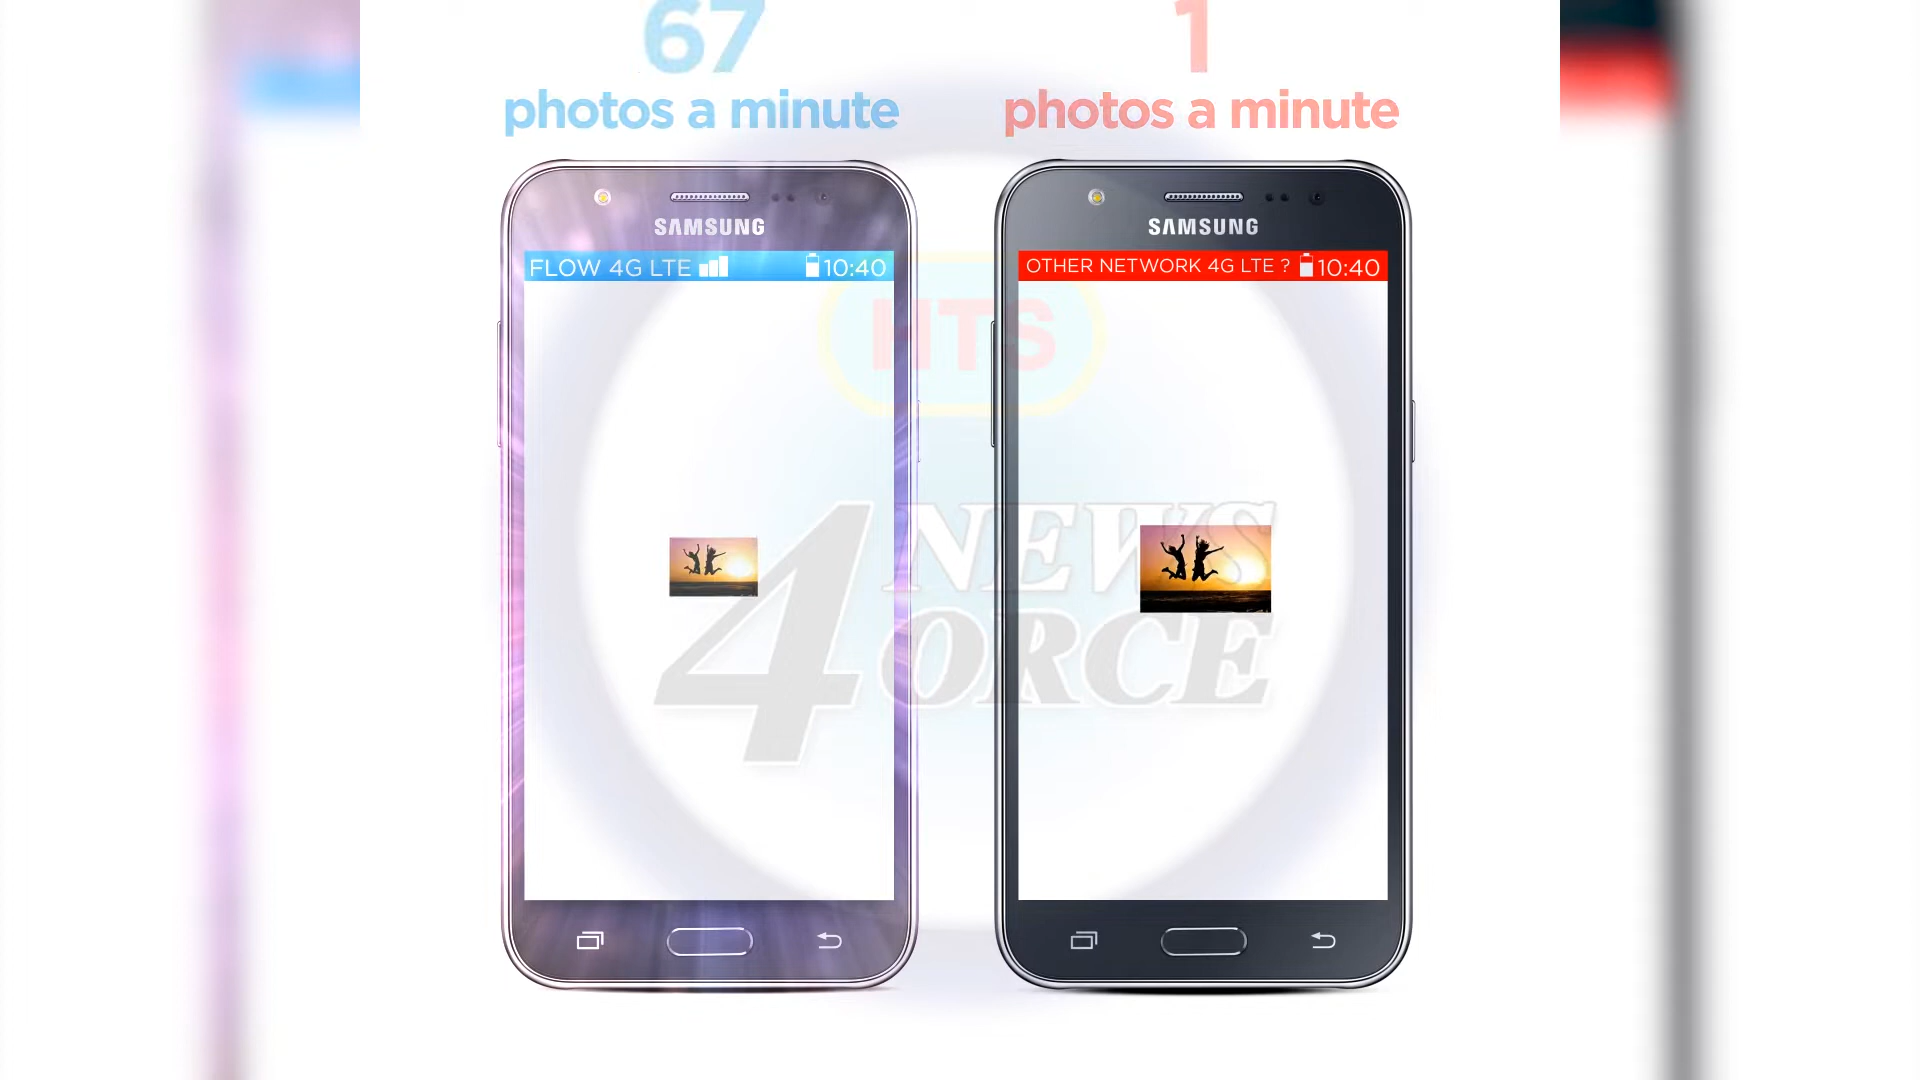 67
photos a minute
1
photos a minute
SAMSUNG
FLOW 4G LTE
10:40
SAMSUNG
OTHER NETWORK 4G LTE ?
10:40
HTS
4
NEWS
ORCE